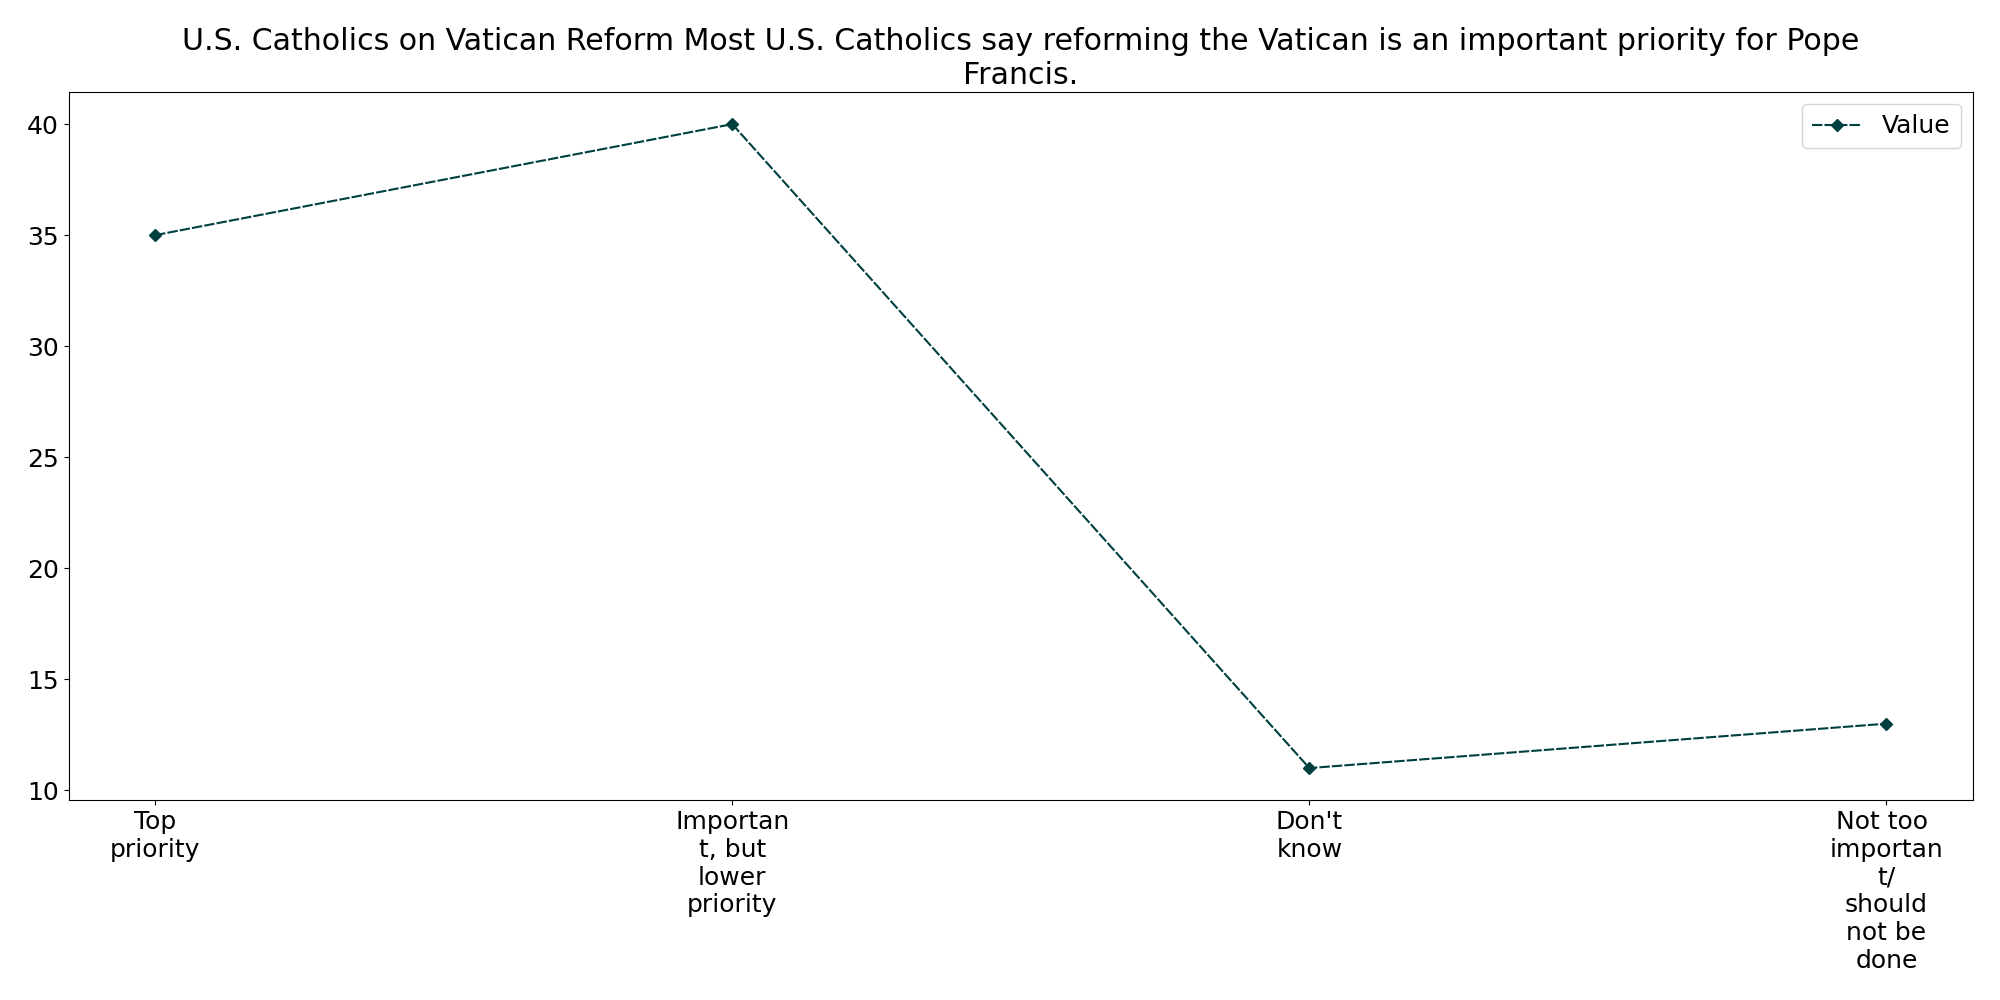 U.S. Catholics on Vatican Reform Most U.S. Catholics say reforming the Vatican is an important priority for Pope
Francis.
Value
40
35
30
25
20
15
10
Top
priority
Importan
t, but
lower
priority
Don't
know
Not too
importan
t/
should
not be
done